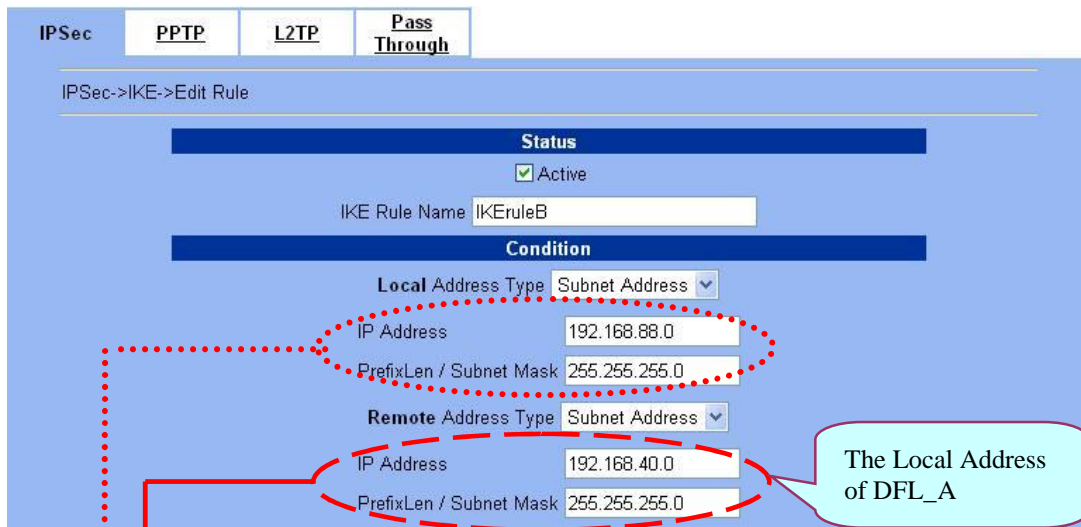 IPSec PPTP L2TP Pass Through
IPSec->IKE->Edit Rule
Status
Active
IKE Rule Name IKEruleB
Condition
Local Address Type Subnet Address
IP Address 192.168.88.0
PrefixLen / Subnet Mask 255.255.255.0
Remote Address Type Subnet Address
IP Address 192.168.40.0
PrefixLen / Subnet Mask 255.255.255.0
The Local Address
of DFL_A